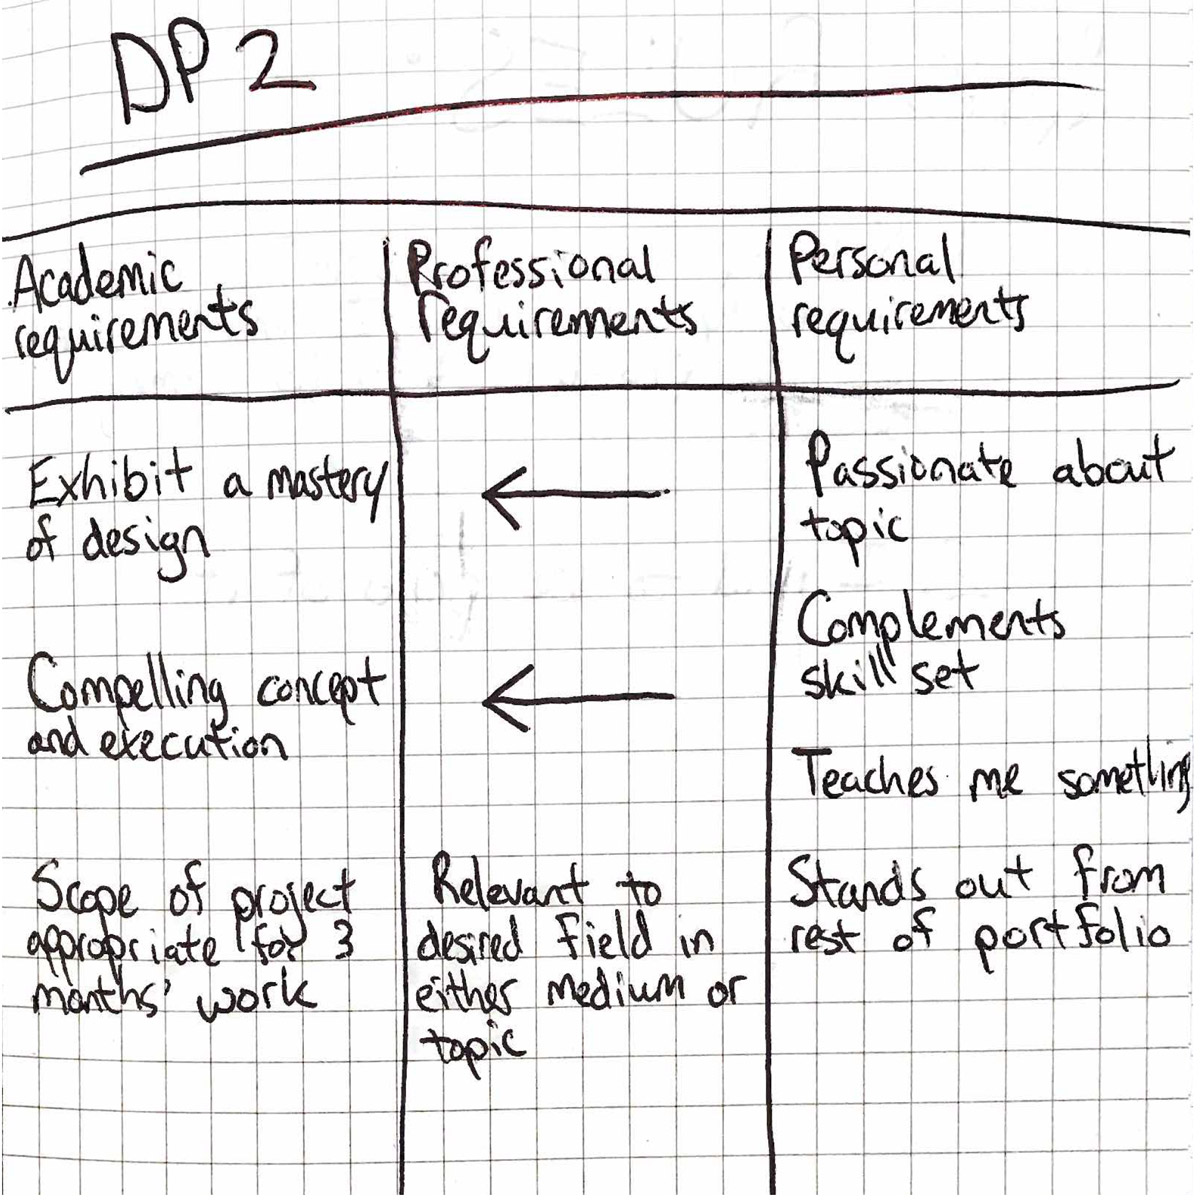 DP2
Academic
requirements
Professional
requirements
Personal
requirements
Exhibit a mastery
of design
Compelling concept
and execution
Scope of project
appropriate for 3
months' work
Relevant to
desired field in
either medium or
topic
Passionate about
topic
Complements
skill set
Teaches me something
Stands out from
rest of portfolio